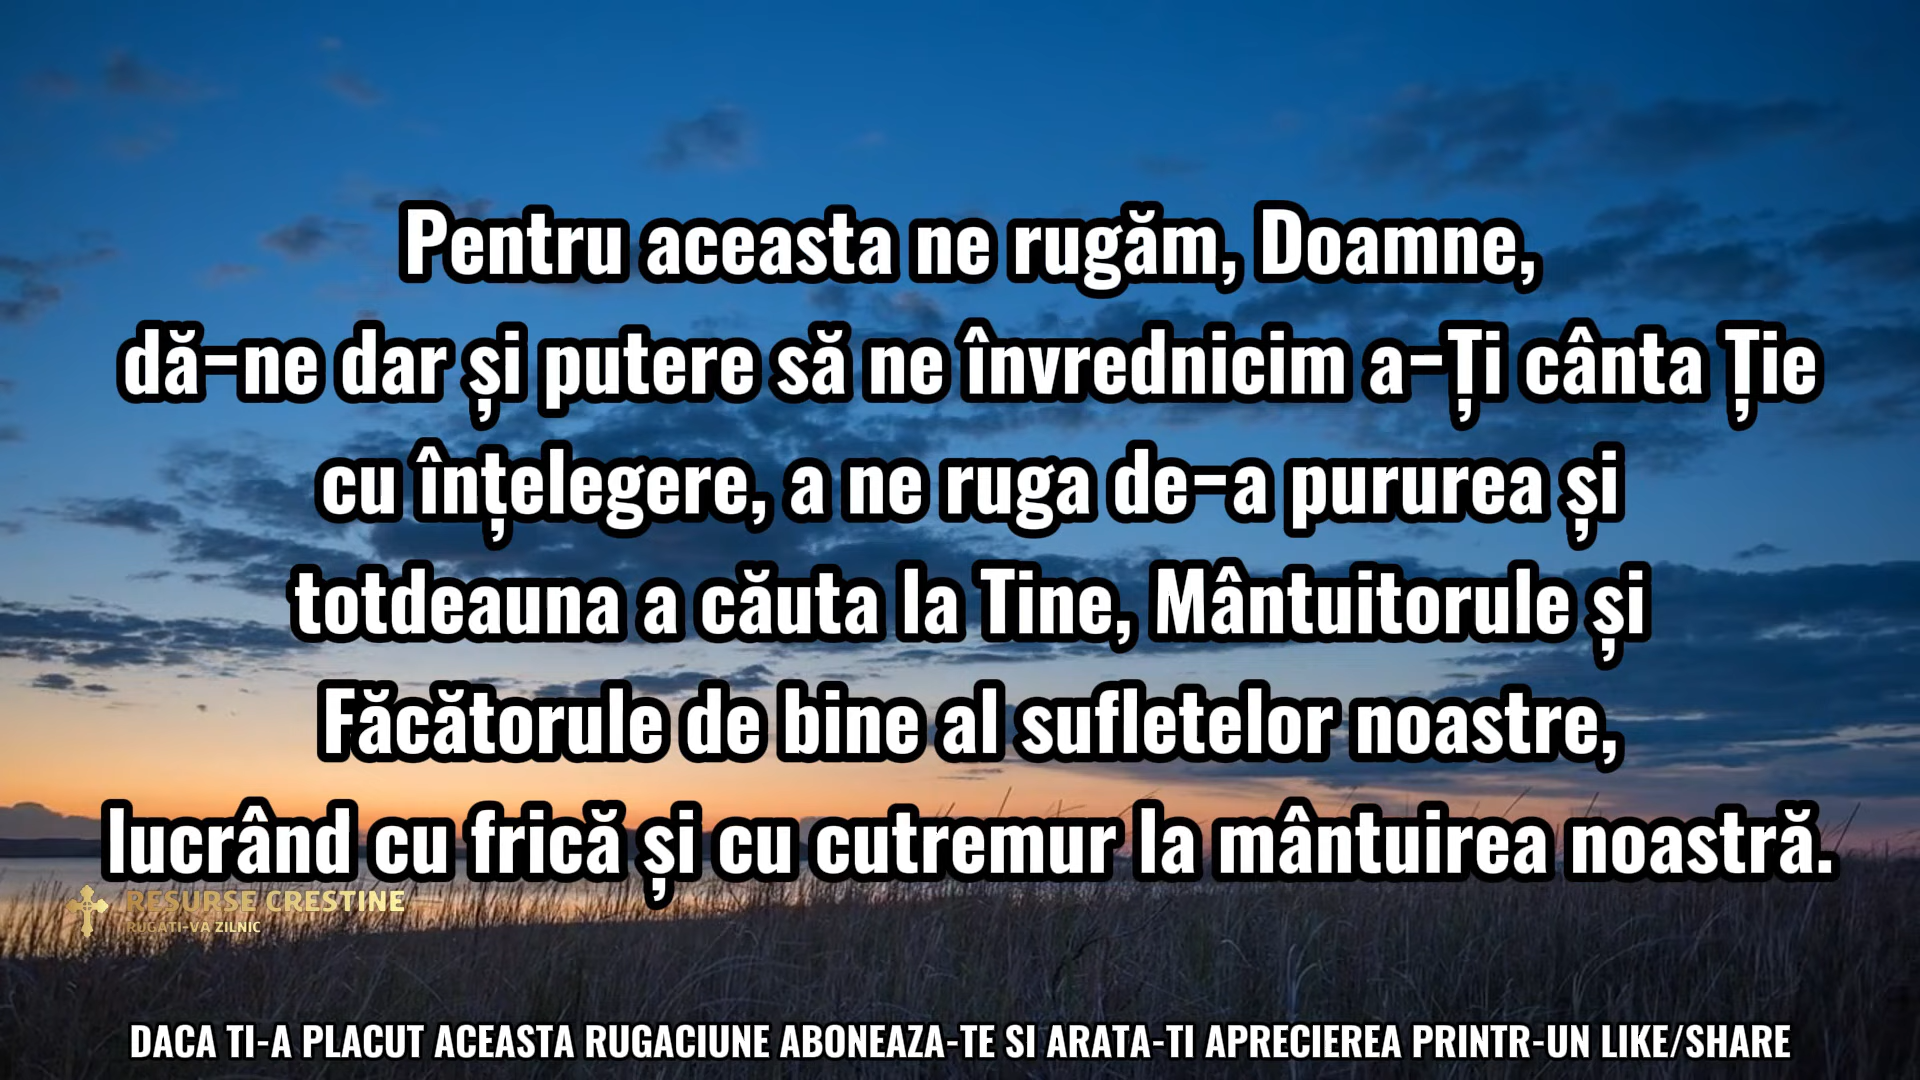 Pentru aceasta ne rugăm, Doamne,
dă-ne dar și putere să ne învrednicim a-Ți cânta Ție
cu înțelegere, a ne ruga de-a pururea și
totdeauna a căuta la Tine, Mântuitorule și
Făcătorule de bine al sufletelor noastre,
lucrând cu frică și cu cutremur la mântuirea noastră.
RESURSE CRESTINE
RUGATI-VA ZILNIC
DACA TI-A PLACUT ACEASTA RUGACIUNE ABONEAZA-TE SI ARATA-TI APRECIEREA PRINTR-UN LIKE/SHARE